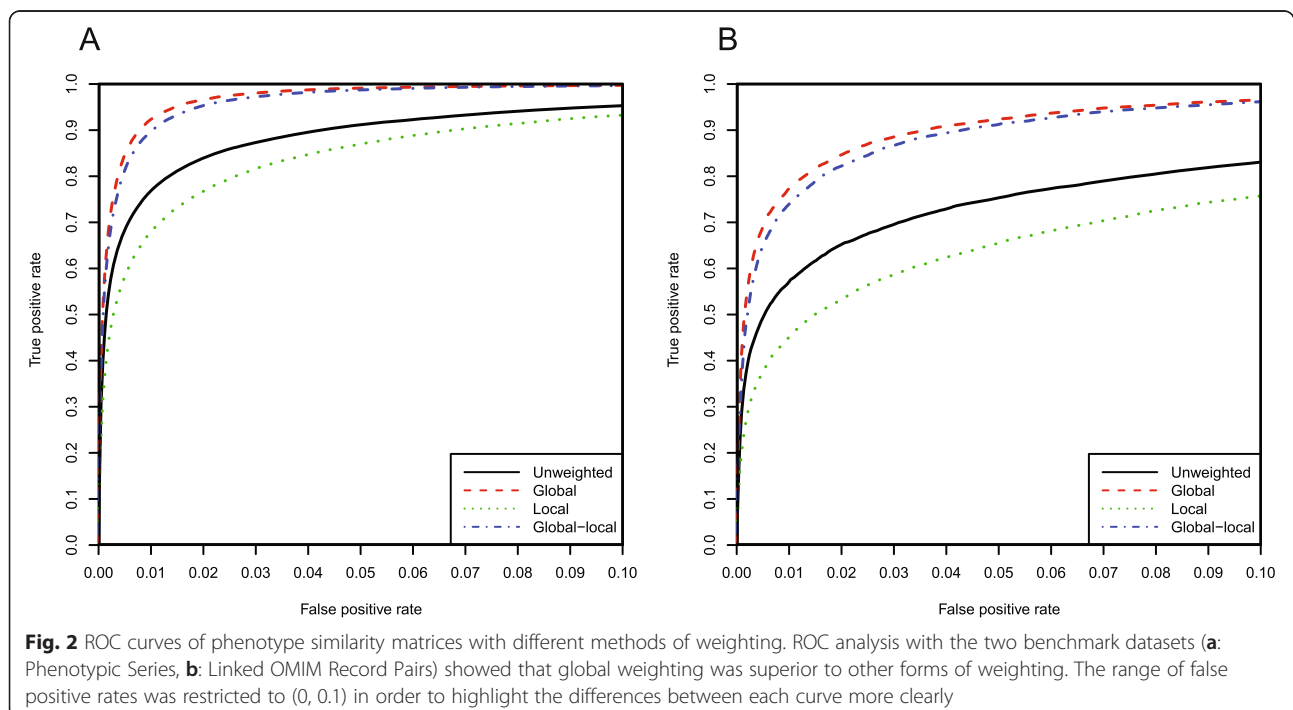 A
B
1.0
0.9
0.8
0.7
0.6
0.5
0.4
0.3
0.2
0.1
0.0
True positive rate
0.00 0.01 0.02 0.03 0.04 0.05 0.06 0.07 0.08 0.09 0.10
False positive rate
Unweighted
Global
Local
Global−local
1.0
0.9
0.8
0.7
0.6
0.5
0.4
0.3
0.2
0.1
0.0
True positive rate
0.00 0.01 0.02 0.03 0.04 0.05 0.06 0.07 0.08 0.09 0.10
False positive rate
Unweighted
Global
Local
Global−local
Fig. 2 ROC curves of phenotype similarity matrices with different methods of weighting. ROC analysis with the two benchmark datasets (a:
Phenotypic Series, b: Linked OMIM Record Pairs) showed that global weighting was superior to other forms of weighting. The range of false
positive rates was restricted to (0, 0.1) in order to highlight the differences between each curve more clearly